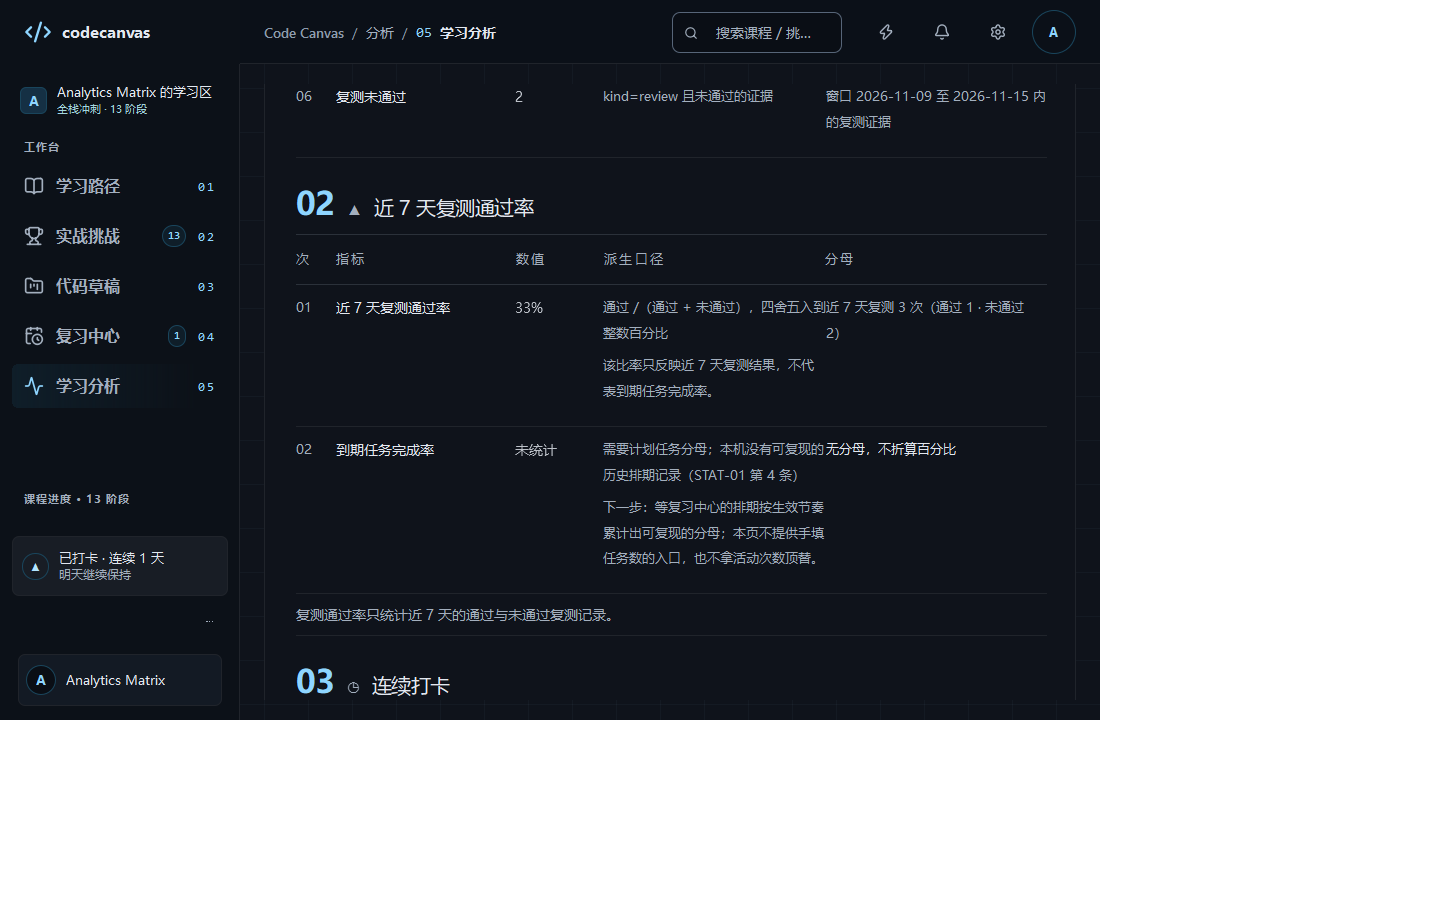 codecanvas
Code Canvas / 分析 / 05 学习分析
搜索课程 / 挑...
A
A
Analytics Matrix 的学习区
全栈冲刺 · 13 阶段
工作台
学习路径 01
实战挑战 13 02
代码草稿 03
复习中心 1 04
学习分析 05
课程进度 • 13 阶段
▲
已打卡 · 连续 1 天
明天继续保持
...
A
Analytics Matrix
06 复测未通过 2 kind=review 且未通过的证据 窗口 2026-11-09 至 2026-11-15 内
的复测证据
02 ▲ 近 7 天复测通过率
次 指标 数值 派生口径 分母
01 近 7 天复测通过率 33% 通过 /（通过 + 未通过），四舍五入到 近 7 天复测 3 次（通过 1 · 未通过
整数百分比 2）
该比率只反映近 7 天复测结果，不代
表到期任务完成率。
02 到期任务完成率 未统计 需要计划任务分母；本机没有可复现的 无分母，不折算百分比
历史排期记录（STAT-01 第 4 条）
下一步：等复习中心的排期按生效节奏
累计出可复现的分母；本页不提供手填
任务数的入口，也不拿活动次数顶替。
复测通过率只统计近 7 天的通过与未通过复测记录。
03 ◷ 连续打卡